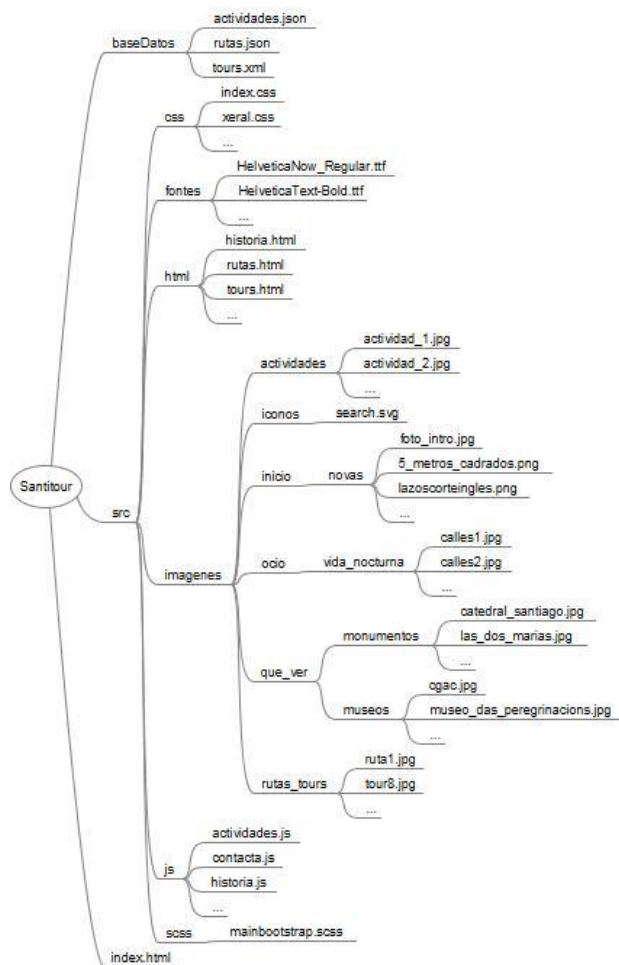 actividades.json
baseDatos
rutas.json
tours.xml
index.css
css
xeral.css
...
HelveticaNow_Regular.ttf
fontes
HelveticaText-Bold.ttf
...
historia.html
html
rutas.html
tours.html
...
actividad_1.jpg
actividades
actividad_2.jpg
...
iconos
search.svg
foto_intro.jpg
inicio
novas
5_metros_cadrados.png
lazoscorteingles.png
...
Santitour
src
imagenes
calles1.jpg
ocio
vida_nocturna
calles2.jpg
...
catedral_santiago.jpg
monumentos
las_dos_marias.jpg
...
que_ver
cgac.jpg
museos
museo_das_peregrinacions.jpg
...
ruta1.jpg
rutas_tours
tour8.jpg
...
actividades.js
js
contacta.js
historia.js
...
scss
mainbootstrap.scss
index.html